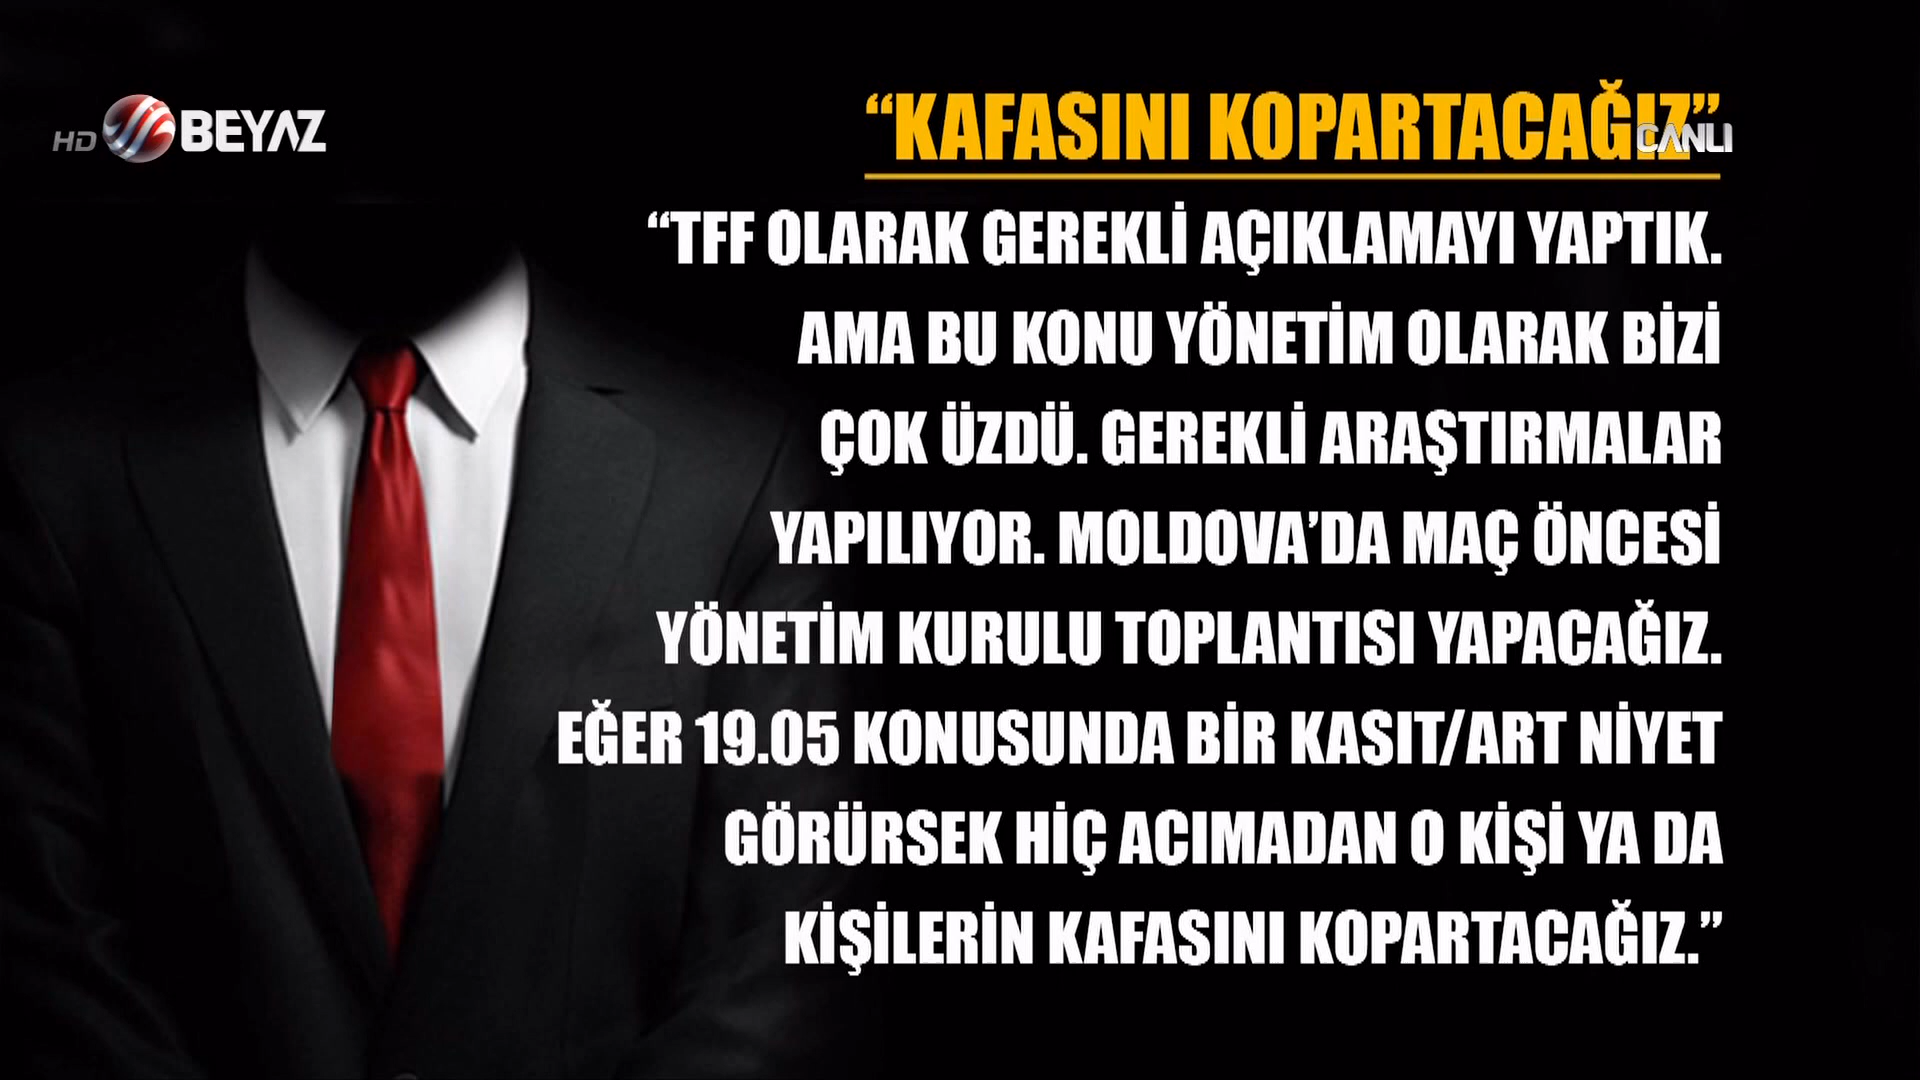 HD BEYAZ
“KAFASINI KOPARTACAĞIZ”
CANLI
“TFF OLARAK GEREKLİ AÇIKLAMAYI YAPTIK.
AMA BU KONU YÖNETİM OLARAK BİZİ
ÇOK ÜZDÜ. GEREKLİ ARAŞTIRMALAR
YAPILIYOR. MOLDOVA’DA MAÇ ÖNCESİ
YÖNETİM KURULU TOPLANTISI YAPACAĞIZ.
EĞER 19.05 KONUSUNDA BİR KASIT/ART NİYET
GÖRÜRSEK HİÇ ACIMADAN O KİŞİ YA DA
KİŞİLERİN KAFASINI KOPARTACAĞIZ.”